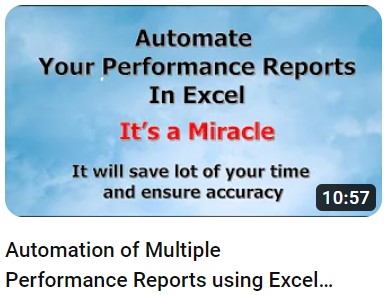 Automate
Your Performance Reports
In Excel
It's a Miracle
It will save lot of your time
and ensure accuracy
10:57
Automation of Multiple
Performance Reports using Excel...